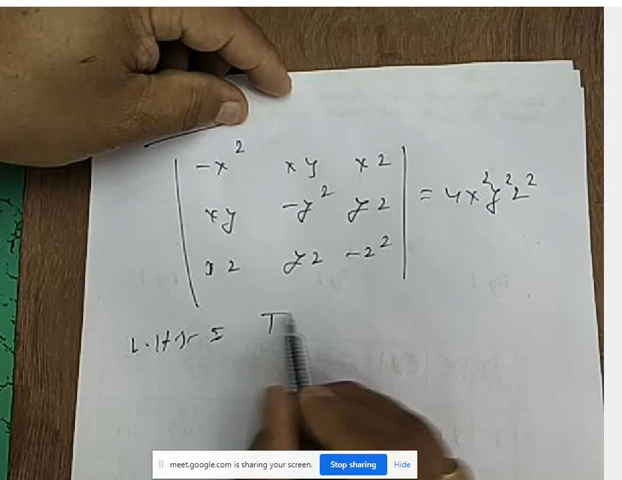 | -x² xy xz |
| xy -y² yz | = 4x²y²z²
| xz yz -z² |
L.H.S =
meet.google.com is sharing your screen. Stop sharing Hide